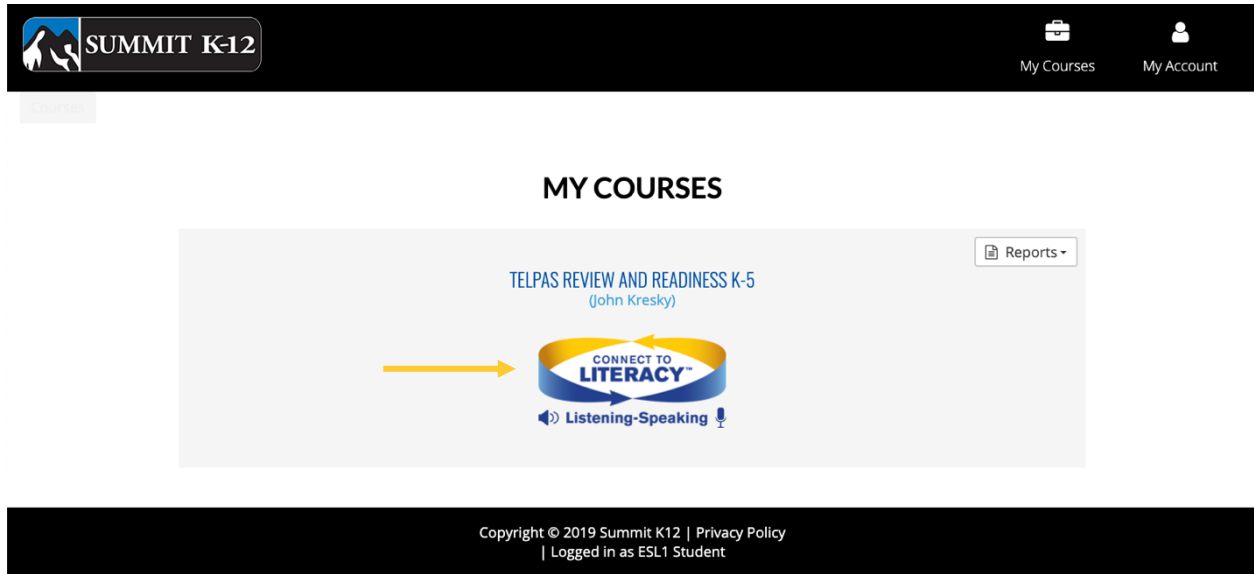 SUMMIT K-12
My Courses
My Account
Courses
MY COURSES
Reports
TELPAS REVIEW AND READINESS K-5
(John Kresky)
CONNECT TO
LITERACY™
Listening-Speaking
Copyright © 2019 Summit K12 | Privacy Policy
| Logged in as ESL1 Student